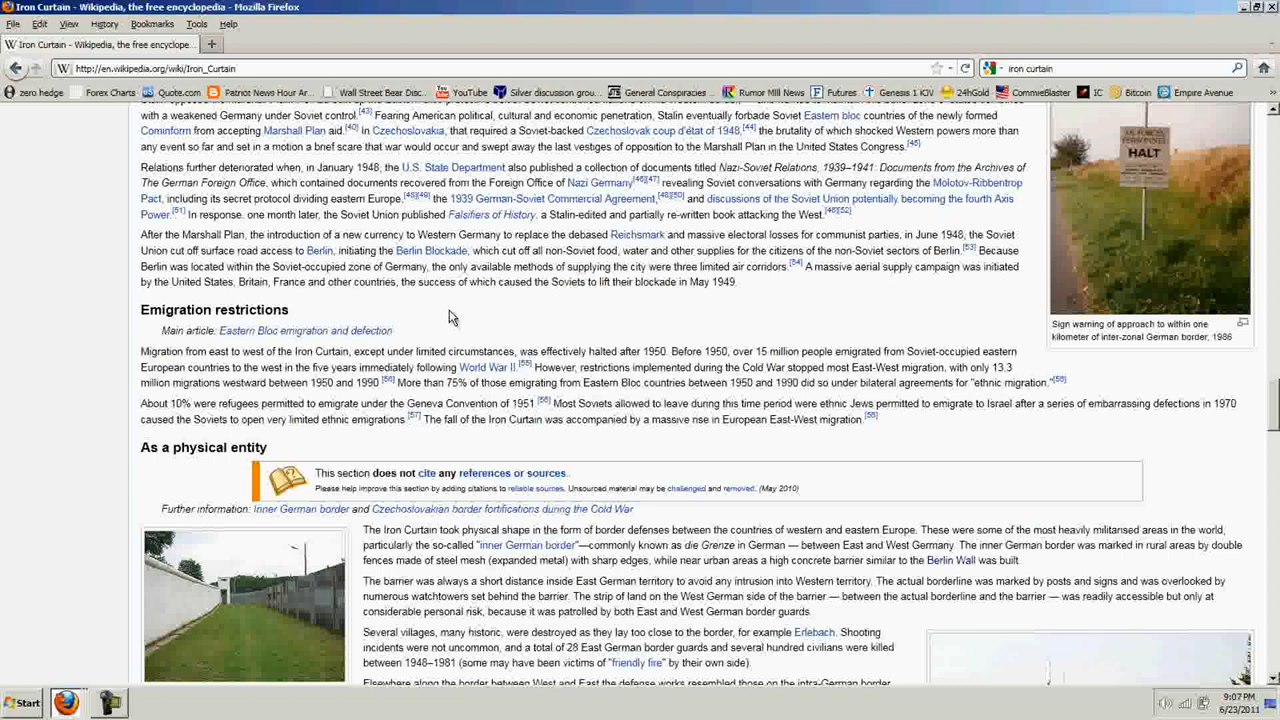 Iron Curtain - Wikipedia, the free encyclopedia - Mozilla Firefox
File Edit View History Bookmarks Tools Help
Iron Curtain - Wikipedia, the free encyclope...
http://en.wikipedia.org/wiki/Iron_Curtain iron curtain
zero hedge Forex Charts Quote.com Patriot News Hour Ar... Wall Street Bear Disc... YouTube Silver discussion grou... General Conspiracies ... Rumor Mill News Futures Genesis 1 KJV 24hGold CommieBlaster IC Bitcoin Empire Avenue
with a weakened Germany under Soviet control.[43] Fearing American political, cultural and economic penetration, Stalin eventually forbade Soviet Eastern bloc countries of the newly formed
Cominform from accepting Marshall Plan aid.[40] In Czechoslovakia, that required a Soviet-backed Czechoslovak coup d'état of 1948,[44] the brutality of which shocked Western powers more than
any event so far and set in motion a brief scare that war would occur and swept away the last vestiges of opposition to the Marshall Plan in the United States Congress.[45]
Relations further deteriorated when, in January 1948, the U.S. State Department also published a collection of documents titled Nazi-Soviet Relations, 1939–1941: Documents from the Archives of
The German Foreign Office, which contained documents recovered from the Foreign Office of Nazi Germany[46][47] revealing Soviet conversations with Germany regarding the Molotov-Ribbentrop
Pact, including its secret protocol dividing eastern Europe,[48][49] the 1939 German-Soviet Commercial Agreement,[48][50] and discussions of the Soviet Union potentially becoming the fourth Axis
Power.[51] In response, one month later, the Soviet Union published Falsifiers of History, a Stalin-edited and partially re-written book attacking the West.[46][52]
After the Marshall Plan, the introduction of a new currency to Western Germany to replace the debased Reichsmark and massive electoral losses for communist parties, in June 1948, the Soviet
Union cut off surface road access to Berlin, initiating the Berlin Blockade, which cut off all non-Soviet food, water and other supplies for the citizens of the non-Soviet sectors of Berlin.[53] Because
Berlin was located within the Soviet-occupied zone of Germany, the only available methods of supplying the city were three limited air corridors.[54] A massive aerial supply campaign was initiated
by the United States, Britain, France and other countries, the success of which caused the Soviets to lift their blockade in May 1949.
HALT
Sign warning of approach to within one
kilometer of inter-zonal German border, 1986
Emigration restrictions
Main article: Eastern Bloc emigration and defection
Migration from east to west of the Iron Curtain, except under limited circumstances, was effectively halted after 1950. Before 1950, over 15 million people emigrated from Soviet-occupied eastern
European countries to the west in the five years immediately following World War II.[55] However, restrictions implemented during the Cold War stopped most East-West migration, with only 13.3
million migrations westward between 1950 and 1990.[56] More than 75% of those emigrating from Eastern Bloc countries between 1950 and 1990 did so under bilateral agreements for "ethnic migration."[56]
About 10% were refugees permitted to emigrate under the Geneva Convention of 1951.[56] Most Soviets allowed to leave during this time period were ethnic Jews permitted to emigrate to Israel after a series of embarrassing defections in 1970
caused the Soviets to open very limited ethnic emigrations.[57] The fall of the Iron Curtain was accompanied by a massive rise in European East-West migration.[56]
As a physical entity
This section does not cite any references or sources.
Please help improve this section by adding citations to reliable sources. Unsourced material may be challenged and removed. (May 2010)
Further information: Inner German border and Czechoslovakian border fortifications during the Cold War
The Iron Curtain took physical shape in the form of border defenses between the countries of western and eastern Europe. These were some of the most heavily militarised areas in the world,
particularly the so-called "inner German border"—commonly known as die Grenze in German — between East and West Germany. The inner German border was marked in rural areas by double
fences made of steel mesh (expanded metal) with sharp edges, while near urban areas a high concrete barrier similar to the Berlin Wall was built.
The barrier was always a short distance inside East German territory to avoid any intrusion into Western territory. The actual borderline was marked by posts and signs and was overlooked by
numerous watchtowers set behind the barrier. The strip of land on the West German side of the barrier — between the actual borderline and the barrier — was readily accessible but only at
considerable personal risk, because it was patrolled by both East and West German border guards.
Several villages, many historic, were destroyed as they lay too close to the border, for example Erlebach. Shooting
incidents were not uncommon, and a total of 28 East German border guards and several hundred civilians were killed
between 1948–1981 (some may have been victims of "friendly fire" by their own side).
Elsewhere along the border between West and East the defense works resembled those on the intra-German border
Start
9:07 PM
6/23/2011